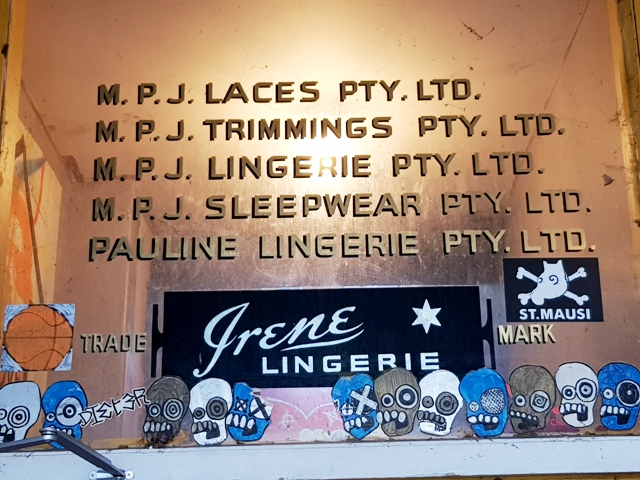 M. P. J. LACES PTY. LTD.
M. P. J. TRIMMINGS PTY. LTD.
M. P. J. LINGERIE PTY. LTD.
M. P. J. SLEEPWEAR PTY. LTD.
PAULINE LINGERIE PTY. LTD.
ST.MAUSI
TRADE
Irene
LINGERIE
MARK
DIELER